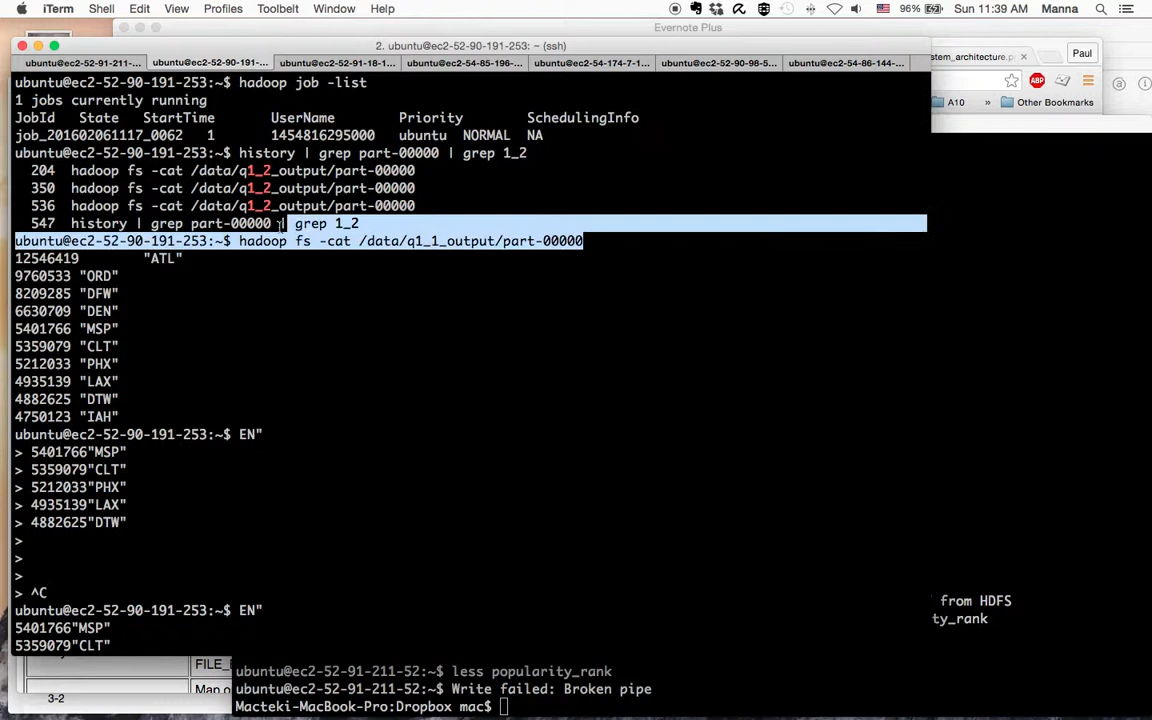 iTerm Shell Edit View Profiles Toolbelt Window Help 96% Sun 11:39 AM Manna
Evernote Plus
2. ubuntu@ec2-52-90-191-253: ~ (ssh)
ubuntu@ec2-52-91-211-... ubuntu@ec2-52-90-191-... ubuntu@ec2-52-91-18-1... ubuntu@ec2-54-85-196-... ubuntu@ec2-54-174-7-1... ubuntu@ec2-52-90-98-5... ubuntu@ec2-54-86-144-...
stem_architecture.p Paul
ABP
A10 » Other Bookmarks
ubuntu@ec2-52-90-191-253:~$ hadoop job -list
1 jobs currently running
JobId State StartTime UserName Priority SchedulingInfo
job_201602061117_0062 1 1454816295000 ubuntu NORMAL NA
ubuntu@ec2-52-90-191-253:~$ history | grep part-00000 | grep 1_2
204 hadoop fs -cat /data/q1_2_output/part-00000
350 hadoop fs -cat /data/q1_2_output/part-00000
536 hadoop fs -cat /data/q1_2_output/part-00000
547 history | grep part-00000 | grep 1_2
ubuntu@ec2-52-90-191-253:~$ hadoop fs -cat /data/q1_1_output/part-00000
12546419 "ATL"
9760533 "ORD"
8209285 "DFW"
6630709 "DEN"
5401766 "MSP"
5359079 "CLT"
5212033 "PHX"
4935139 "LAX"
4882625 "DTW"
4750123 "IAH"
ubuntu@ec2-52-90-191-253:~$ EN"
> 5401766"MSP"
> 5359079"CLT"
> 5212033"PHX"
> 4935139"LAX"
> 4882625"DTW"
>
>
>
> ^C
ubuntu@ec2-52-90-191-253:~$ EN"
5401766"MSP"
5359079"CLT"
from HDFS
ty_rank
FILE_
3-2 Map o
ubuntu@ec2-52-91-211-52:~$ less popularity_rank
ubuntu@ec2-52-91-211-52:~$ Write failed: Broken pipe
Macteki-MacBook-Pro:Dropbox mac$